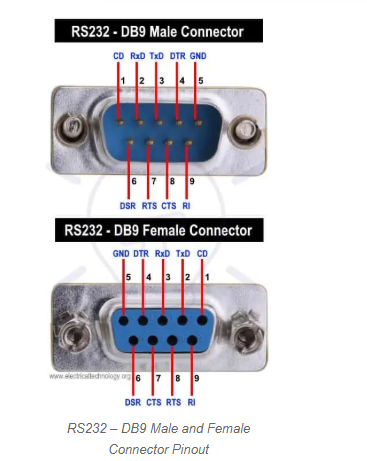 RS232 - DB9 Male Connector
CD RxD TxD DTR GND
1 2 3 4 5
6 7 8 9
DSR RTS CTS RI
RS232 - DB9 Female Connector
GND DTR RxD TxD CD
5 4 3 2 1
www.electricaltechnology.org
6 7 8 9
DSR CTS RTS RI
RS232 – DB9 Male and Female
Connector Pinout